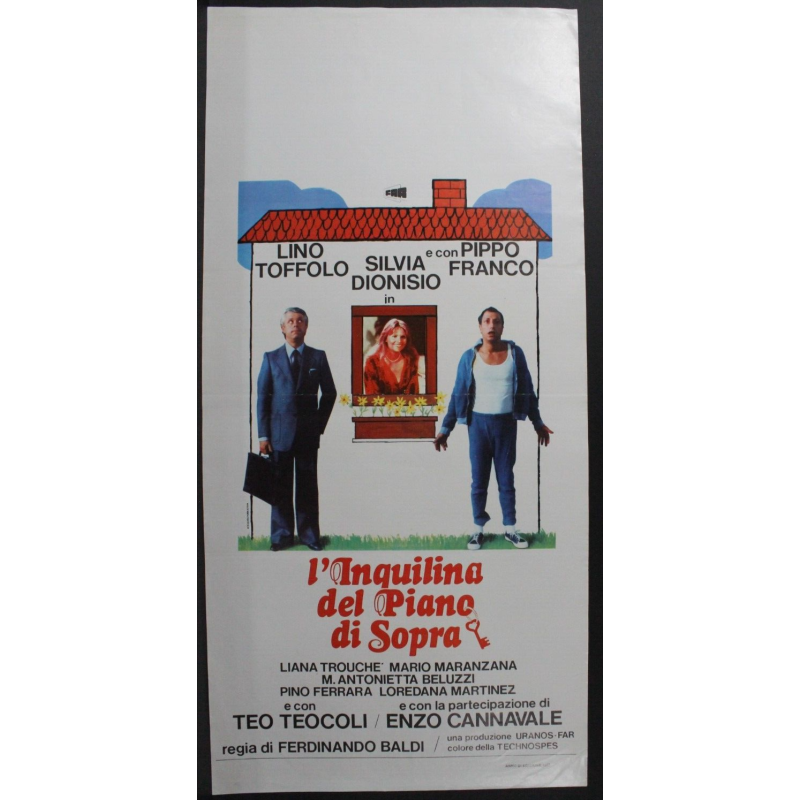 FAR
LINO
TOFFOLO
SILVIA
DIONISIO
e con PIPPO
FRANCO
in
l'Inquilina
del Piano
di Sopra
LIANA TROUCHE' MARIO MARANZANA
M. ANTONIETTA BELUZZI
PINO FERRARA LOREDANA MARTINEZ
e con
TEO TEOCOLI /
e con la partecipazione di
ENZO CANNAVALE
regia di FERDINANDO BALDI /
una produzione URANOS-FAR
colore della TECHNOSPES